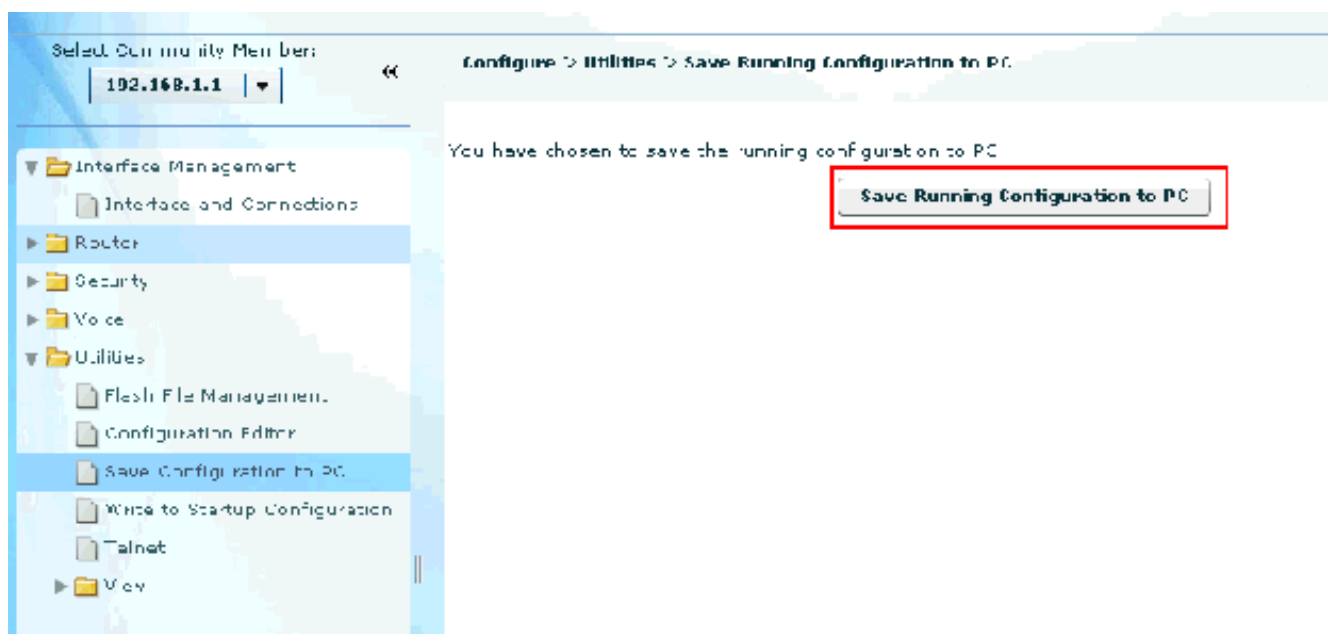 Select Community Member:
192.168.1.1
«
Configure > Utilities > Save Running Configuration to PC
Interface Management
Interface and Connections
Router
Security
Voice
Utilities
Flash File Management
Configuration Editor
Save Configuration to PC
Write to Startup Configuration
Telnet
View
You have chosen to save the running configuration to PC
Save Running Configuration to PC